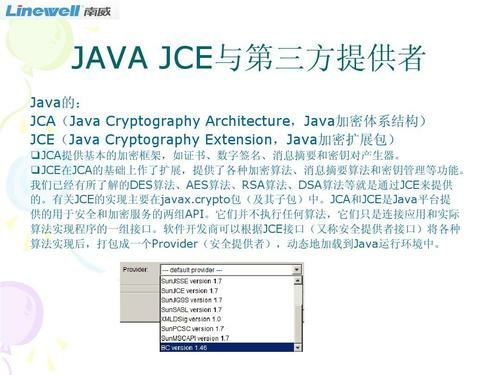 Linewell 南威
JAVA JCE与第三方提供者
Java的：
JCA（Java Cryptography Architecture，Java加密体系结构）
JCE（Java Cryptography Extension，Java加密扩展包）
❑JCA提供基本的加密框架，如证书、数字签名、消息摘要和密钥对产生器。
❑JCE在JCA的基础上作了扩展，提供了各种加密算法、消息摘要算法和密钥管理等功能。
我们已经有所了解的DES算法、AES算法、RSA算法、DSA算法等就是通过JCE来提
供的。有关JCE的实现主要在javax.crypto包（及其子包）中。JCA和JCE是Java平台提
供的用于安全和加密服务的两组API。它们并不执行任何算法，它们只是连接应用和实际
算法实现程序的一组接口。软件开发商可以根据JCE接口（又称安全提供者接口）将各种
算法实现后，打包成一个Provider（安全提供者），动态地加载到Java运行环境中。
Provider: --- default provider ---
SunJSSE version 1.7
SunJCE version 1.7
SunJGSS version 1.7
SunSASL version 1.7
XMLDSig version 1.0
SunPCSC version 1.7
SunMSCAPI version 1.7
BC version 1.46